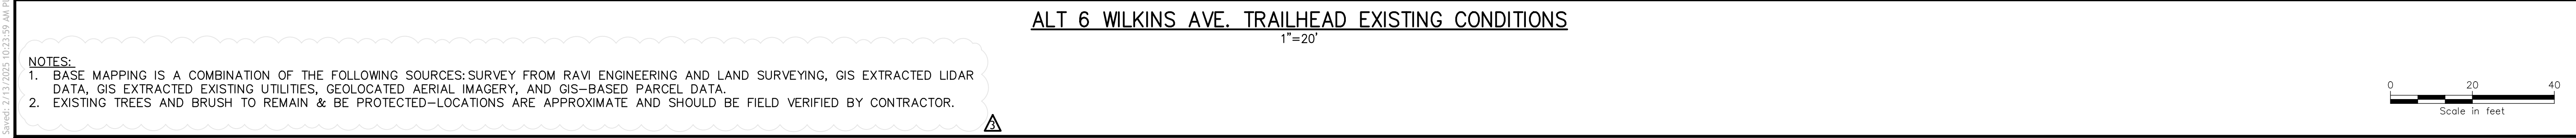 ALT 6 WILKINS AVE. TRAILHEAD EXISTING CONDITIONS
1"=20'
NOTES:
1. BASE MAPPING IS A COMBINATION OF THE FOLLOWING SOURCES: SURVEY FROM RAVI ENGINEERING AND LAND SURVEYING, GIS EXTRACTED LIDAR
DATA, GIS EXTRACTED EXISTING UTILITIES, GEOLOCATED AERIAL IMAGERY, AND GIS-BASED PARCEL DATA.
2. EXISTING TREES AND BRUSH TO REMAIN & BE PROTECTED-LOCATIONS ARE APPROXIMATE AND SHOULD BE FIELD VERIFIED BY CONTRACTOR.
3
0 20 40
Scale in feet
Saved: 2/13/2025 10:23:59 AM